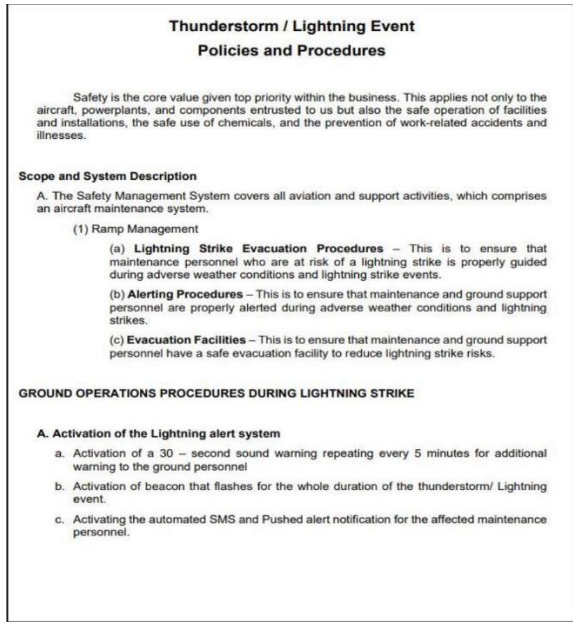 Thunderstorm / Lightning Event
Policies and Procedures
Safety is the core value given top priority within the business. This applies not only to the
aircraft, powerplants, and components entrusted to us but also the safe operation of facilities
and installations, the safe use of chemicals, and the prevention of work-related accidents and
illnesses.
Scope and System Description
A. The Safety Management System covers all aviation and support activities, which comprises
an aircraft maintenance system.
(1) Ramp Management
(a) Lightning Strike Evacuation Procedures – This is to ensure that
maintenance personnel who are at risk of a lightning strike is properly guided
during adverse weather conditions and lightning strike events.
(b) Alerting Procedures – This is to ensure that maintenance and ground support
personnel are properly alerted during adverse weather conditions and lightning
strikes.
(c) Evacuation Facilities – This is to ensure that maintenance and ground support
personnel have a safe evacuation facility to reduce lightning strike risks.
GROUND OPERATIONS PROCEDURES DURING LIGHTNING STRIKE
A. Activation of the Lightning alert system
a. Activation of a 30 – second sound warning repeating every 5 minutes for additional
warning to the ground personnel
b. Activation of beacon that flashes for the whole duration of the thunderstorm/ Lightning
event.
c. Activating the automated SMS and Pushed alert notification for the affected maintenance
personnel.